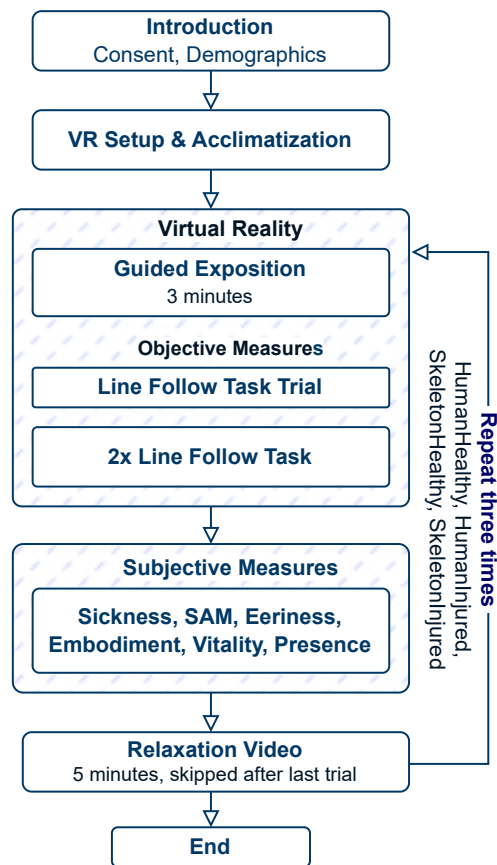 Introduction
Consent, Demographics
VR Setup & Acclimatization
Virtual Reality
Guided Exposition
3 minutes
Objective Measures
Line Follow Task Trial
2x Line Follow Task
Subjective Measures
Sickness, SAM, Eeriness,
Embodiment, Vitality, Presence
Relaxation Video
5 minutes, skipped after last trial
End
Repeat three times
HumanHealthy, HumanInjured,
SkeletonHealthy, SkeletonInjured